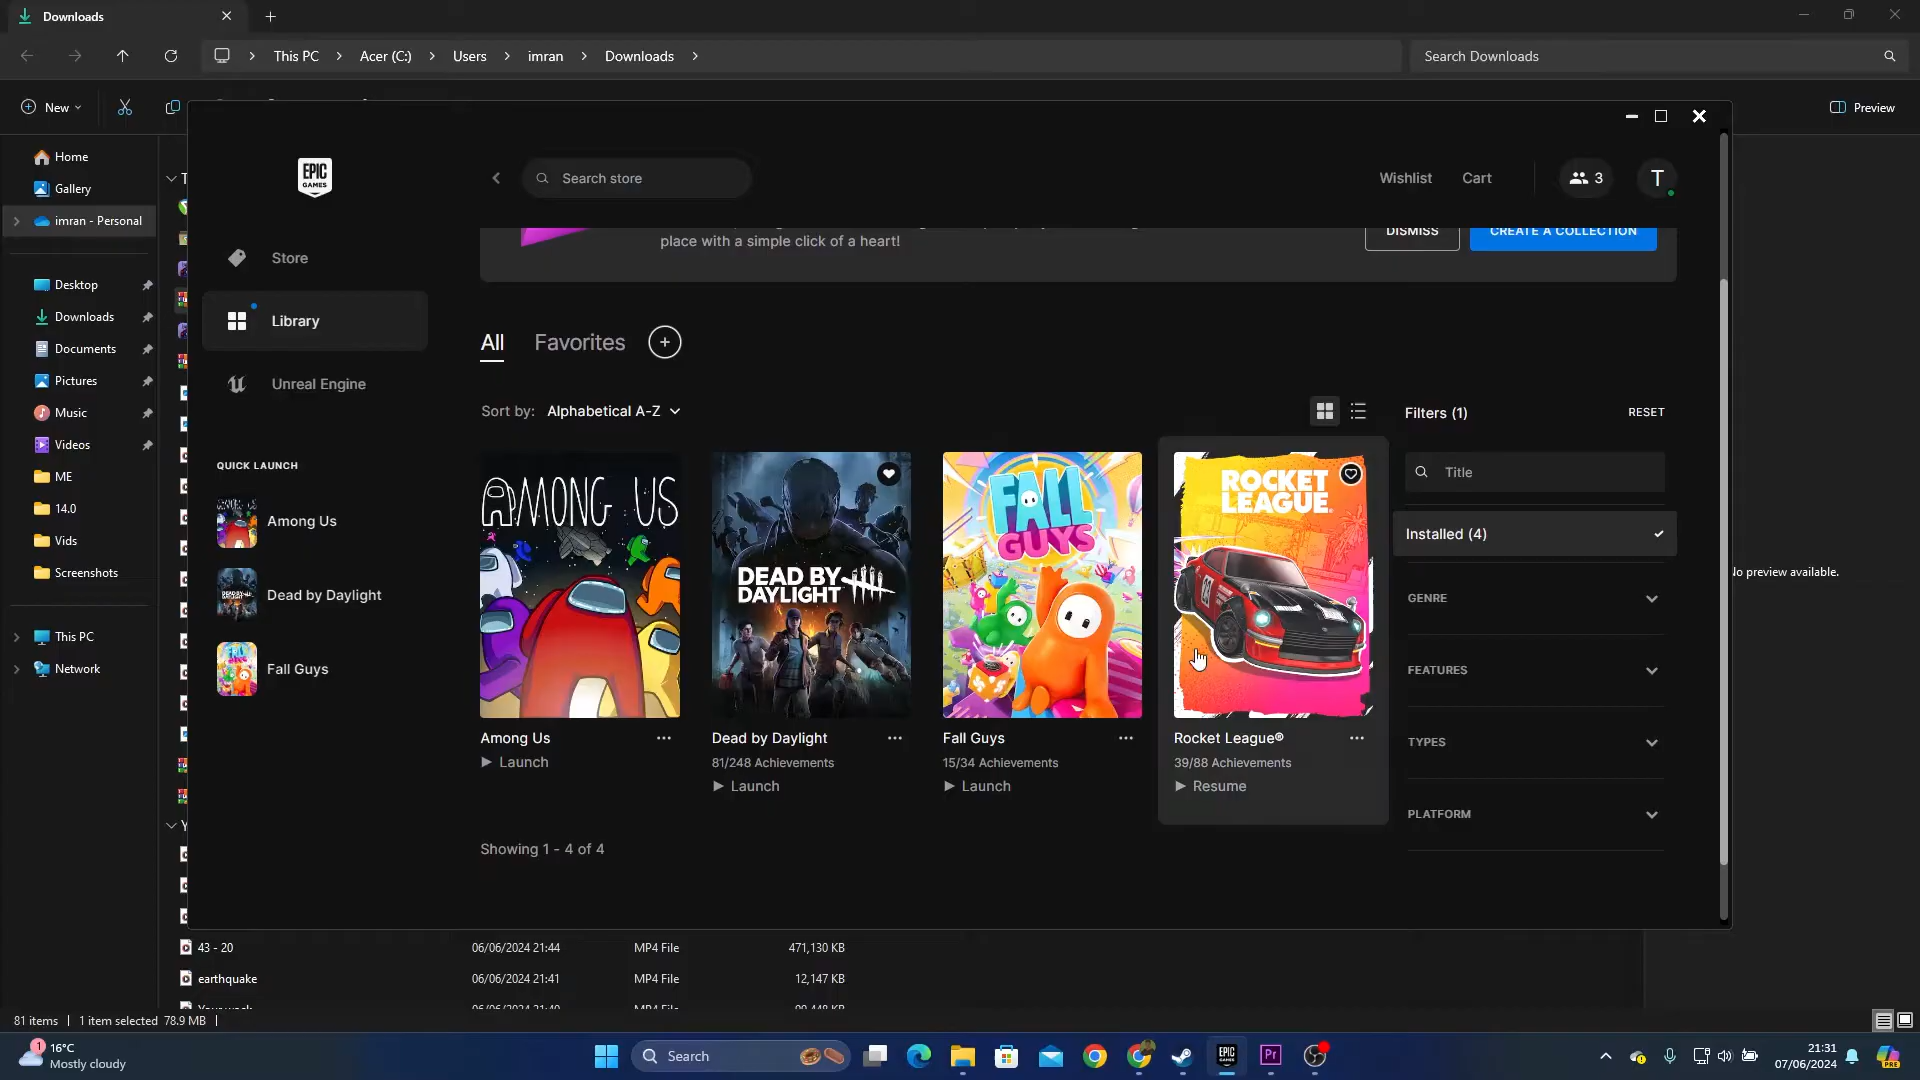 Downloads
This PC
Acer (C:)
Users
imran
Downloads
Search Downloads
New
Preview
Home
Gallery
imran - Personal
Desktop
Downloads
Documents
Pictures
Music
Videos
ME
14.0
Vids
Screenshots
This PC
Network
EPIC
GAMES
Search store
Wishlist
Cart
3
T
Store
Library
Unreal Engine
QUICK LAUNCH
Among Us
Dead by Daylight
Fall Guys
place with a simple click of a heart!
DISMISS
CREATE A COLLECTION
All
Favorites
Sort by: Alphabetical A-Z
Filters (1)
RESET
Title
Installed (4)
GENRE
FEATURES
TYPES
PLATFORM
AMONG US
DEAD BY
DAYLIGHT
FALL
GUYS
ROCKET
LEAGUE
Among Us
Launch
Dead by Daylight
81/248 Achievements
Launch
Fall Guys
15/34 Achievements
Launch
Rocket League®
39/88 Achievements
Resume
Showing 1 - 4 of 4
No preview available.
43 - 20 06/06/2024 21:44 MP4 File 471,130 KB
earthquake 06/06/2024 21:41 MP4 File 12,147 KB
81 items
1 item selected 78.9 MB
1
16°C
Mostly cloudy
Search
EPIC
GAMES
Pr
21:31
07/06/2024
PRE